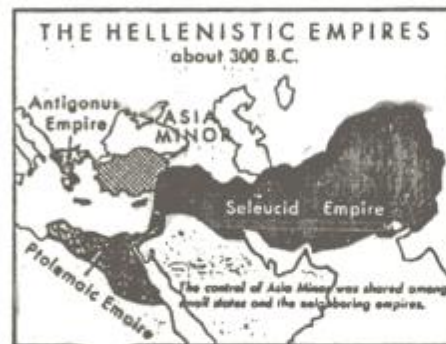 THE HELLENISTIC EMPIRES
about 300 B.C.
Antigonus
Empire
ASIA
MINOR
Seleucid Empire
Ptolemaic Empire
The control of Asia Minor was shared among
small states and the neighboring empires.